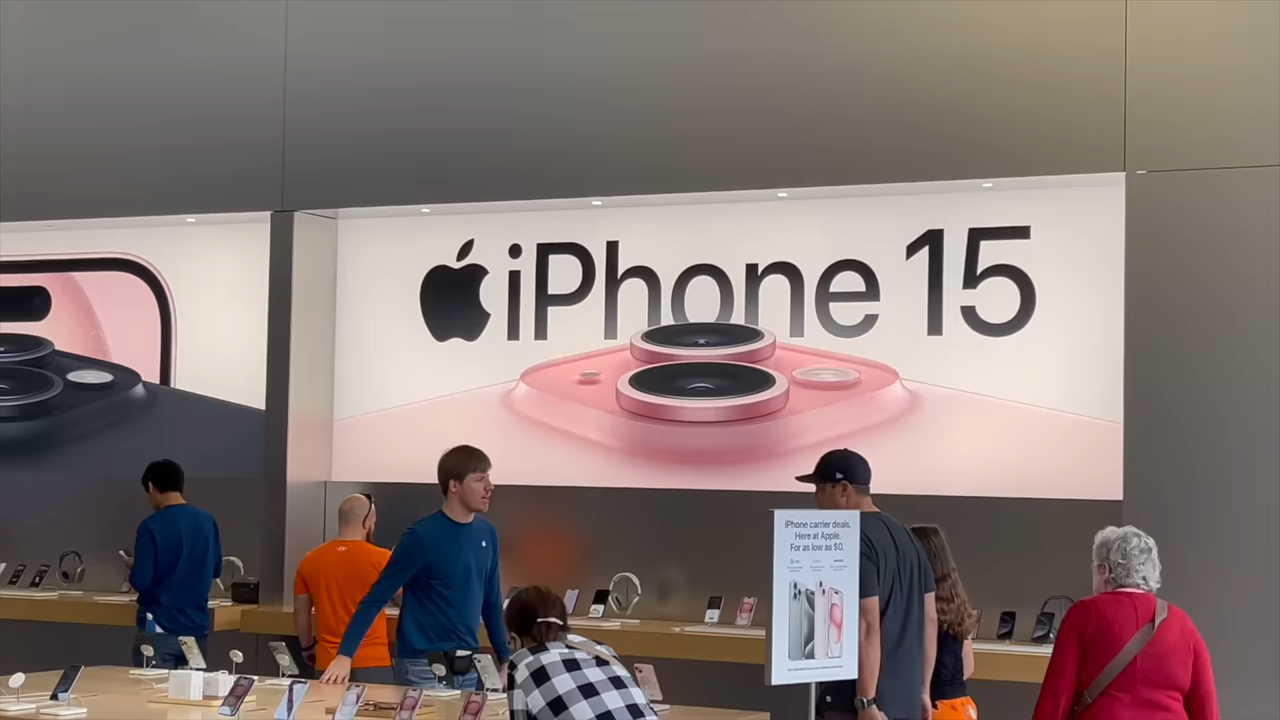 iPhone 15
iPhone carrier deals.
Here at Apple.
For as low as $0.